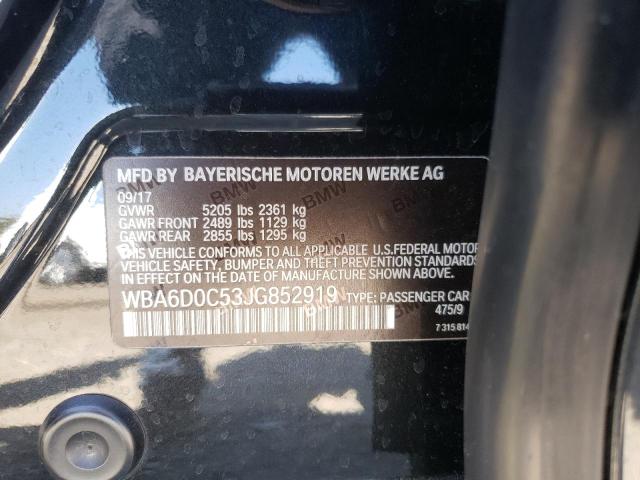 MFD BY BAYERISCHE MOTOREN WERKE AG
09/17
GVWR 5205 lbs 2361 kg
GAWR FRONT 2489 lbs 1129 kg
GAWR REAR 2855 lbs 1295 kg
THIS VEHICLE CONFORMS TO ALL APPLICABLE U.S.FEDERAL MOTOR
VEHICLE SAFETY, BUMPER AND THEFT PREVENTION STANDARDS
IN EFFECT ON THE DATE OF MANUFACTURE SHOWN ABOVE.
WBA6D0C53JG852919 TYPE: PASSENGER CAR
475/9
7 315 814